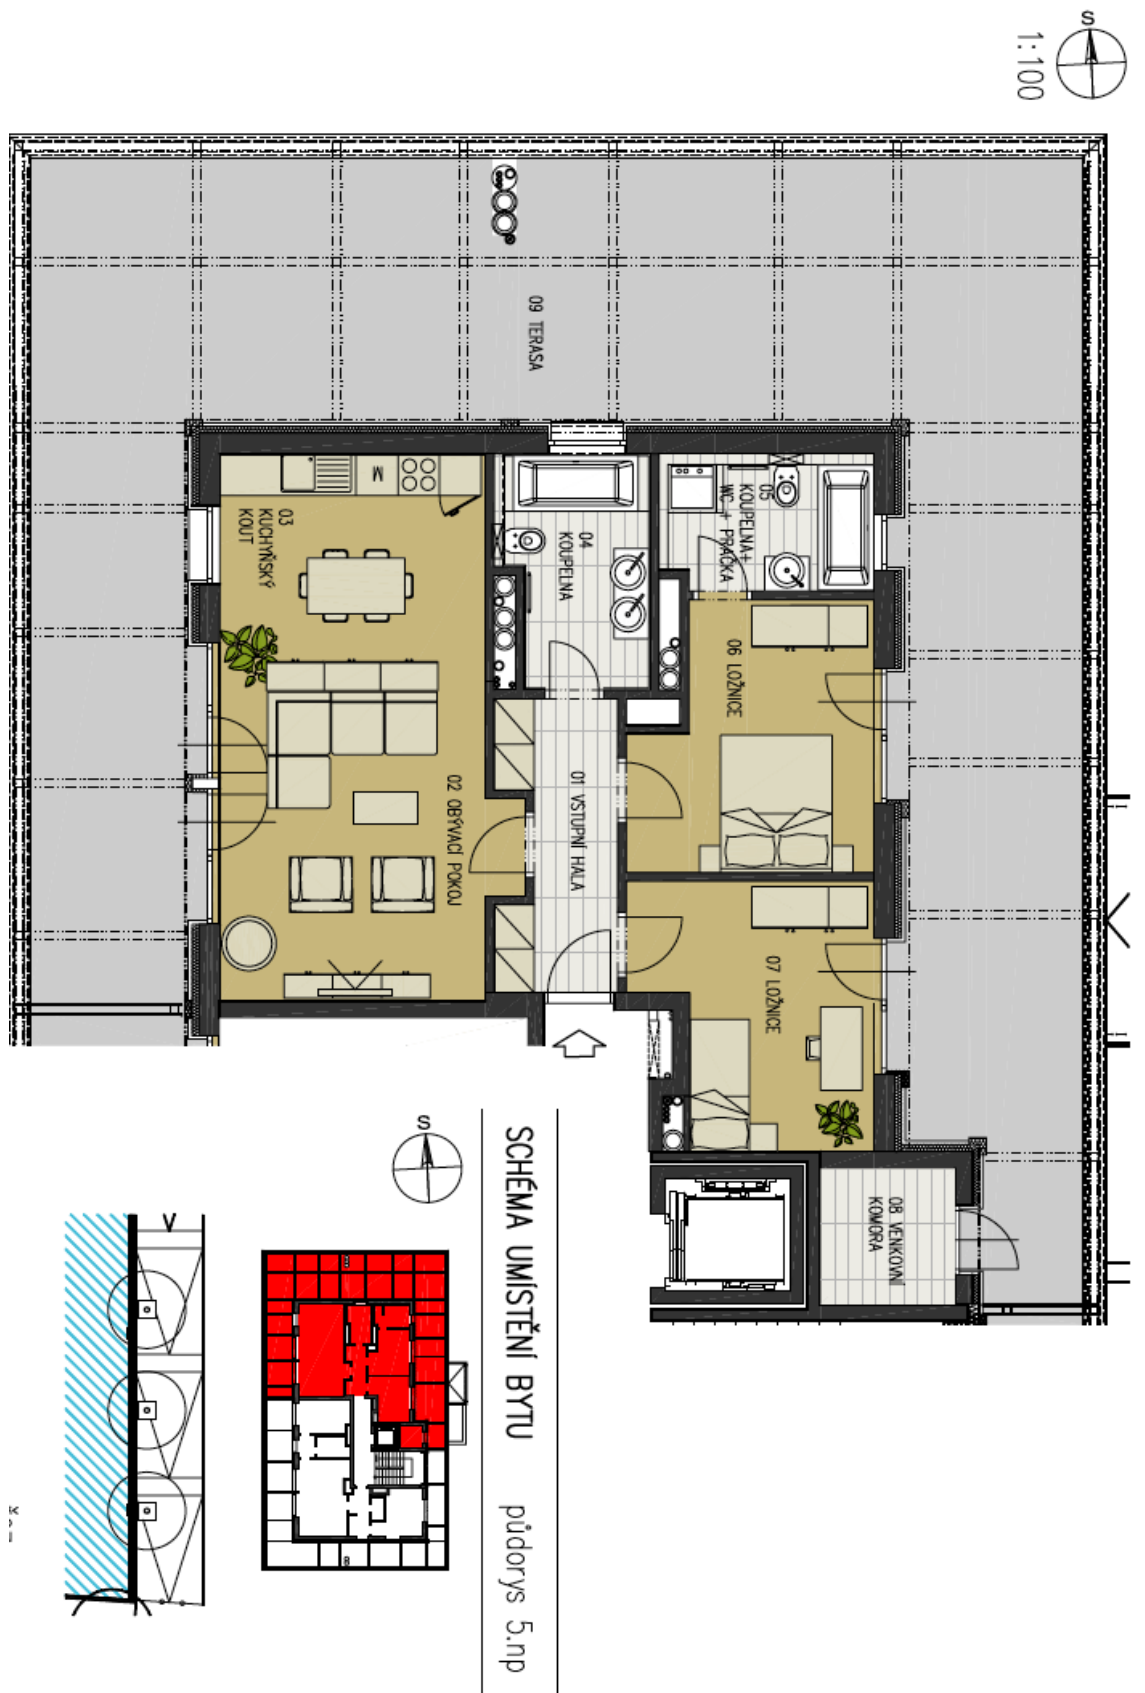 S
1:100
09 TERASA
03
KUCHYŇSKÝ
KOUT
M
04
KOUPELNA
05
KOUPELNA+
WC + PRAČKA
06 LOŽNICE
02 OBÝVACÍ POKOJ
01 VSTUPNÍ HALA
07 LOŽNICE
08 VENKOVNÍ
KOMORA
S
SCHÉMA UMÍSTĚNÍ BYTU půdorys 5.np